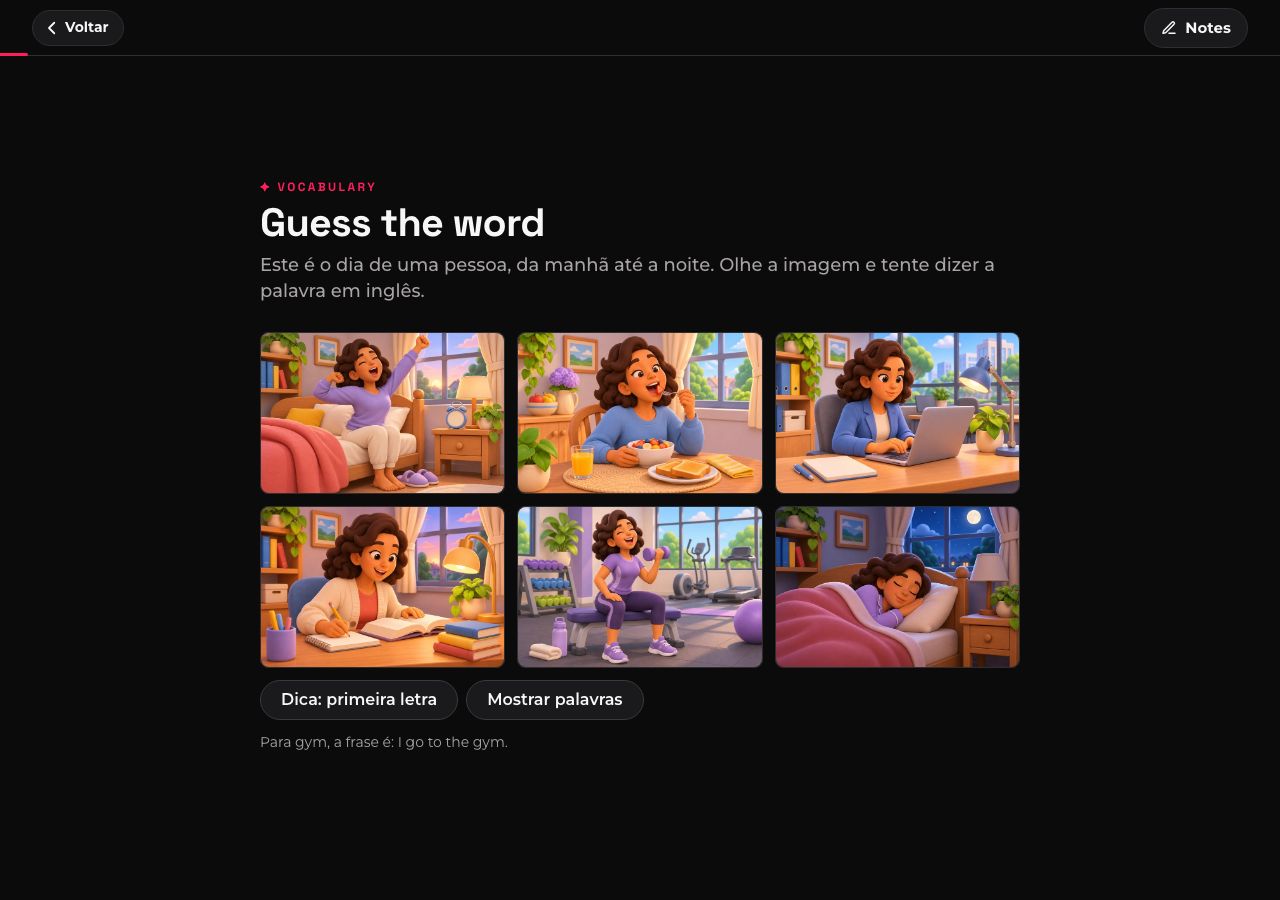 Voltar
Notes
VOCABULARY
Guess the word
Este é o dia de uma pessoa, da manhã até a noite. Olhe a imagem e tente dizer a
palavra em inglês.
Dica: primeira letra
Mostrar palavras
Para gym, a frase é: I go to the gym.